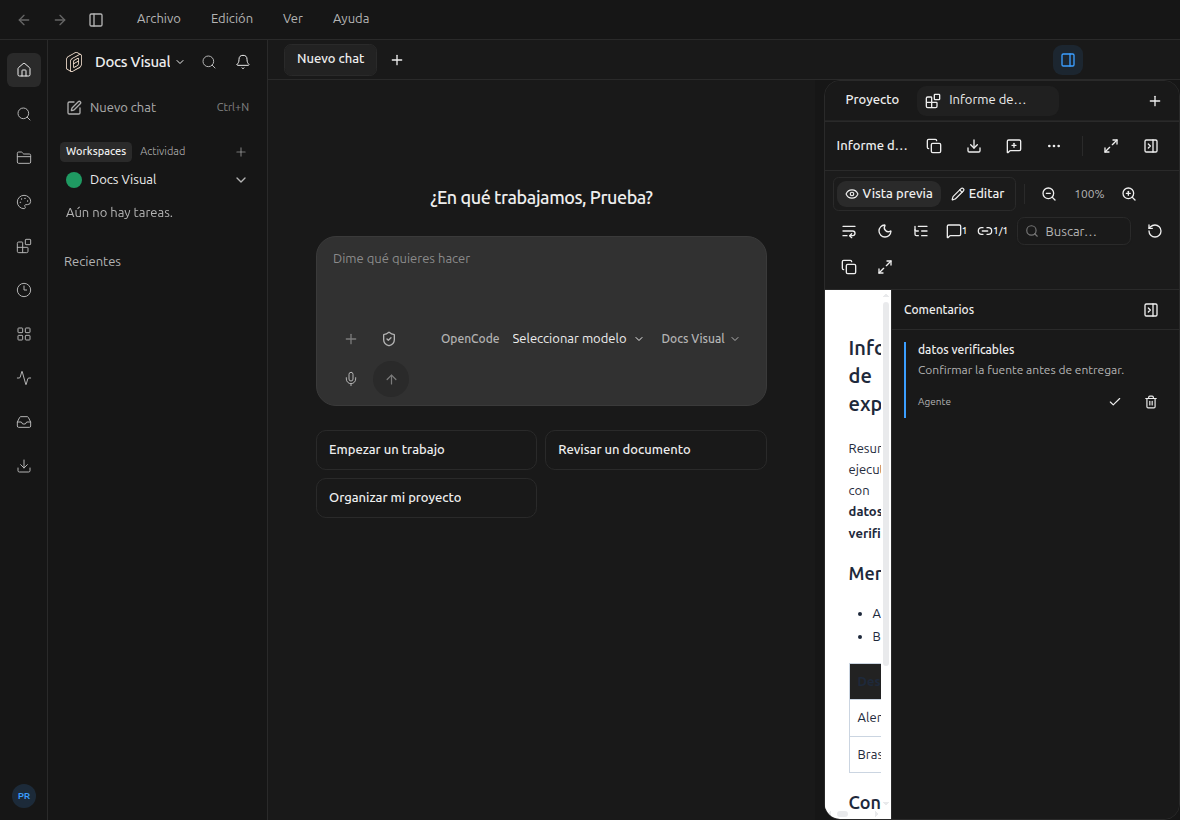 Archivo Edición Ver Ayuda
Docs Visual
Nuevo chat
Nuevo chat Ctrl+N
Workspaces Actividad
Docs Visual
Aún no hay tareas.
Recientes
PR
¿En qué trabajamos, Prueba?
Dime qué quieres hacer
OpenCode Seleccionar modelo Docs Visual
Empezar un trabajo
Revisar un documento
Organizar mi proyecto
Proyecto Informe de...
Informe d...
Vista previa Editar 100%
1 1/1 Buscar...
Info
de
exp
Resur
ejecu
con
datos
verifi
Mer
A
B
Aler
Bras
Con
Comentarios
datos verificables
Confirmar la fuente antes de entregar.
Agente